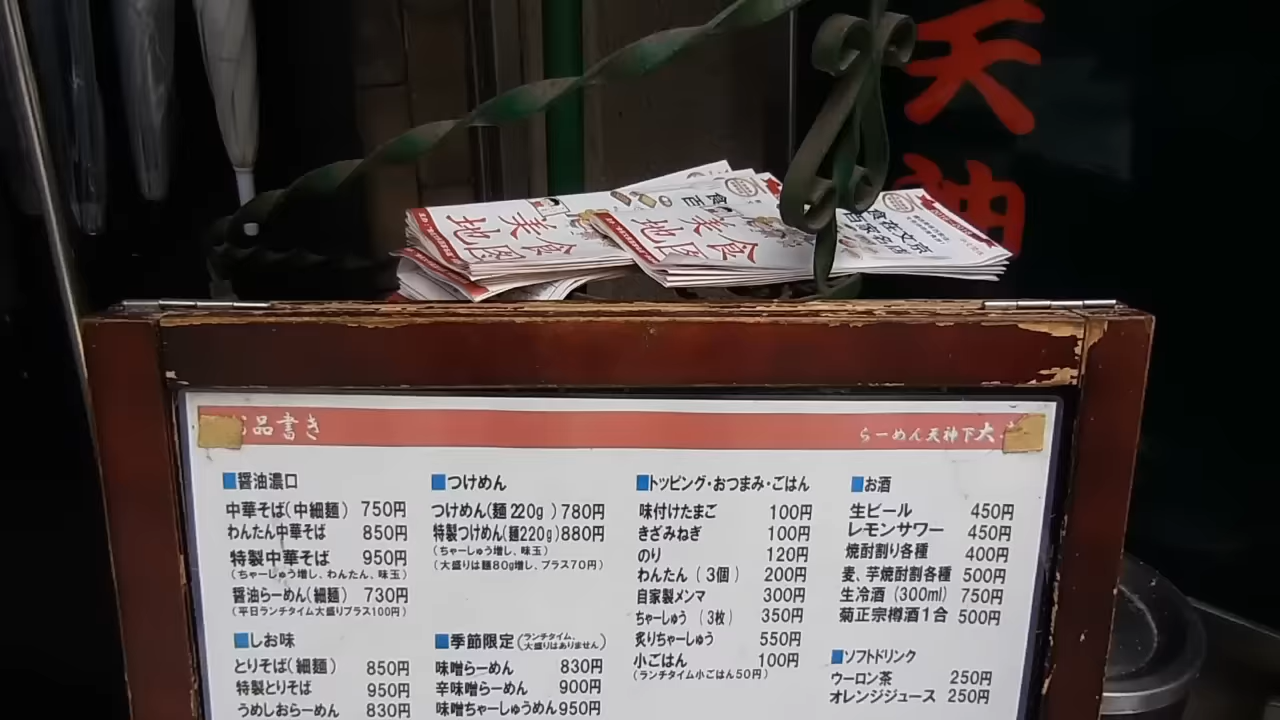 天神
食美地図
食美地図
食在文京
百家名店
品書き
らーめん天神下大
■醤油濃口
中華そば(中細麺) 750円
わんたん中華そば 850円
特製中華そば 950円
(ちゃーしゅう増し、わんたん、味玉)
醤油らーめん(細麺) 730円
(平日ランチタイム大盛りプラス100円)
■しお味
とりそば(細麺) 850円
特製とりそば 950円
うめしおらーめん 830円
■つけめん
つけめん(麺220g) 780円
特製つけめん(麺220g) 880円
(ちゃーしゅう増し、味玉)
(大盛りは麺80g増し、プラス70円)
■季節限定(ランチタイム、大盛りはありません)
味噌らーめん 830円
辛味噌らーめん 900円
味噌ちゃーしゅうめん 950円
■トッピング・おつまみ・ごはん
味付けたまご 100円
きざみねぎ 100円
のり 120円
わんたん(3個) 200円
自家製メンマ 300円
ちゃーしゅう(3枚) 350円
炙りちゃーしゅう 550円
小ごはん 100円
(ランチタイム小ごはん50円)
■お酒
生ビール 450円
レモンサワー 450円
焼酎割り各種 400円
麦、芋焼酎割各種 500円
生冷酒(300ml) 750円
菊正宗樽酒1合 500円
■ソフトドリンク
ウーロン茶 250円
オレンジジュース 250円